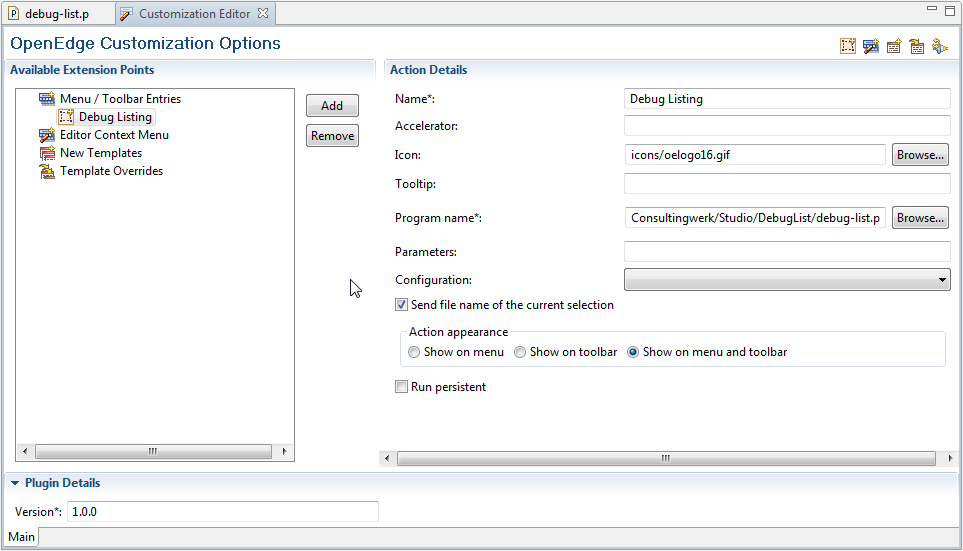 debug-list.p
Customization Editor
OpenEdge Customization Options
Available Extension Points
Menu / Toolbar Entries
Debug Listing
Editor Context Menu
New Templates
Template Overrides
Add
Remove
Action Details
Name*: Debug Listing
Accelerator:
Icon: icons/oelogo16.gif Browse...
Tooltip:
Program name*: Consultingwerk/Studio/DebugList/debug-list.p Browse...
Parameters:
Configuration:
Send file name of the current selection
Action appearance
Show on menu Show on toolbar Show on menu and toolbar
Run persistent
Plugin Details
Version*: 1.0.0
Main